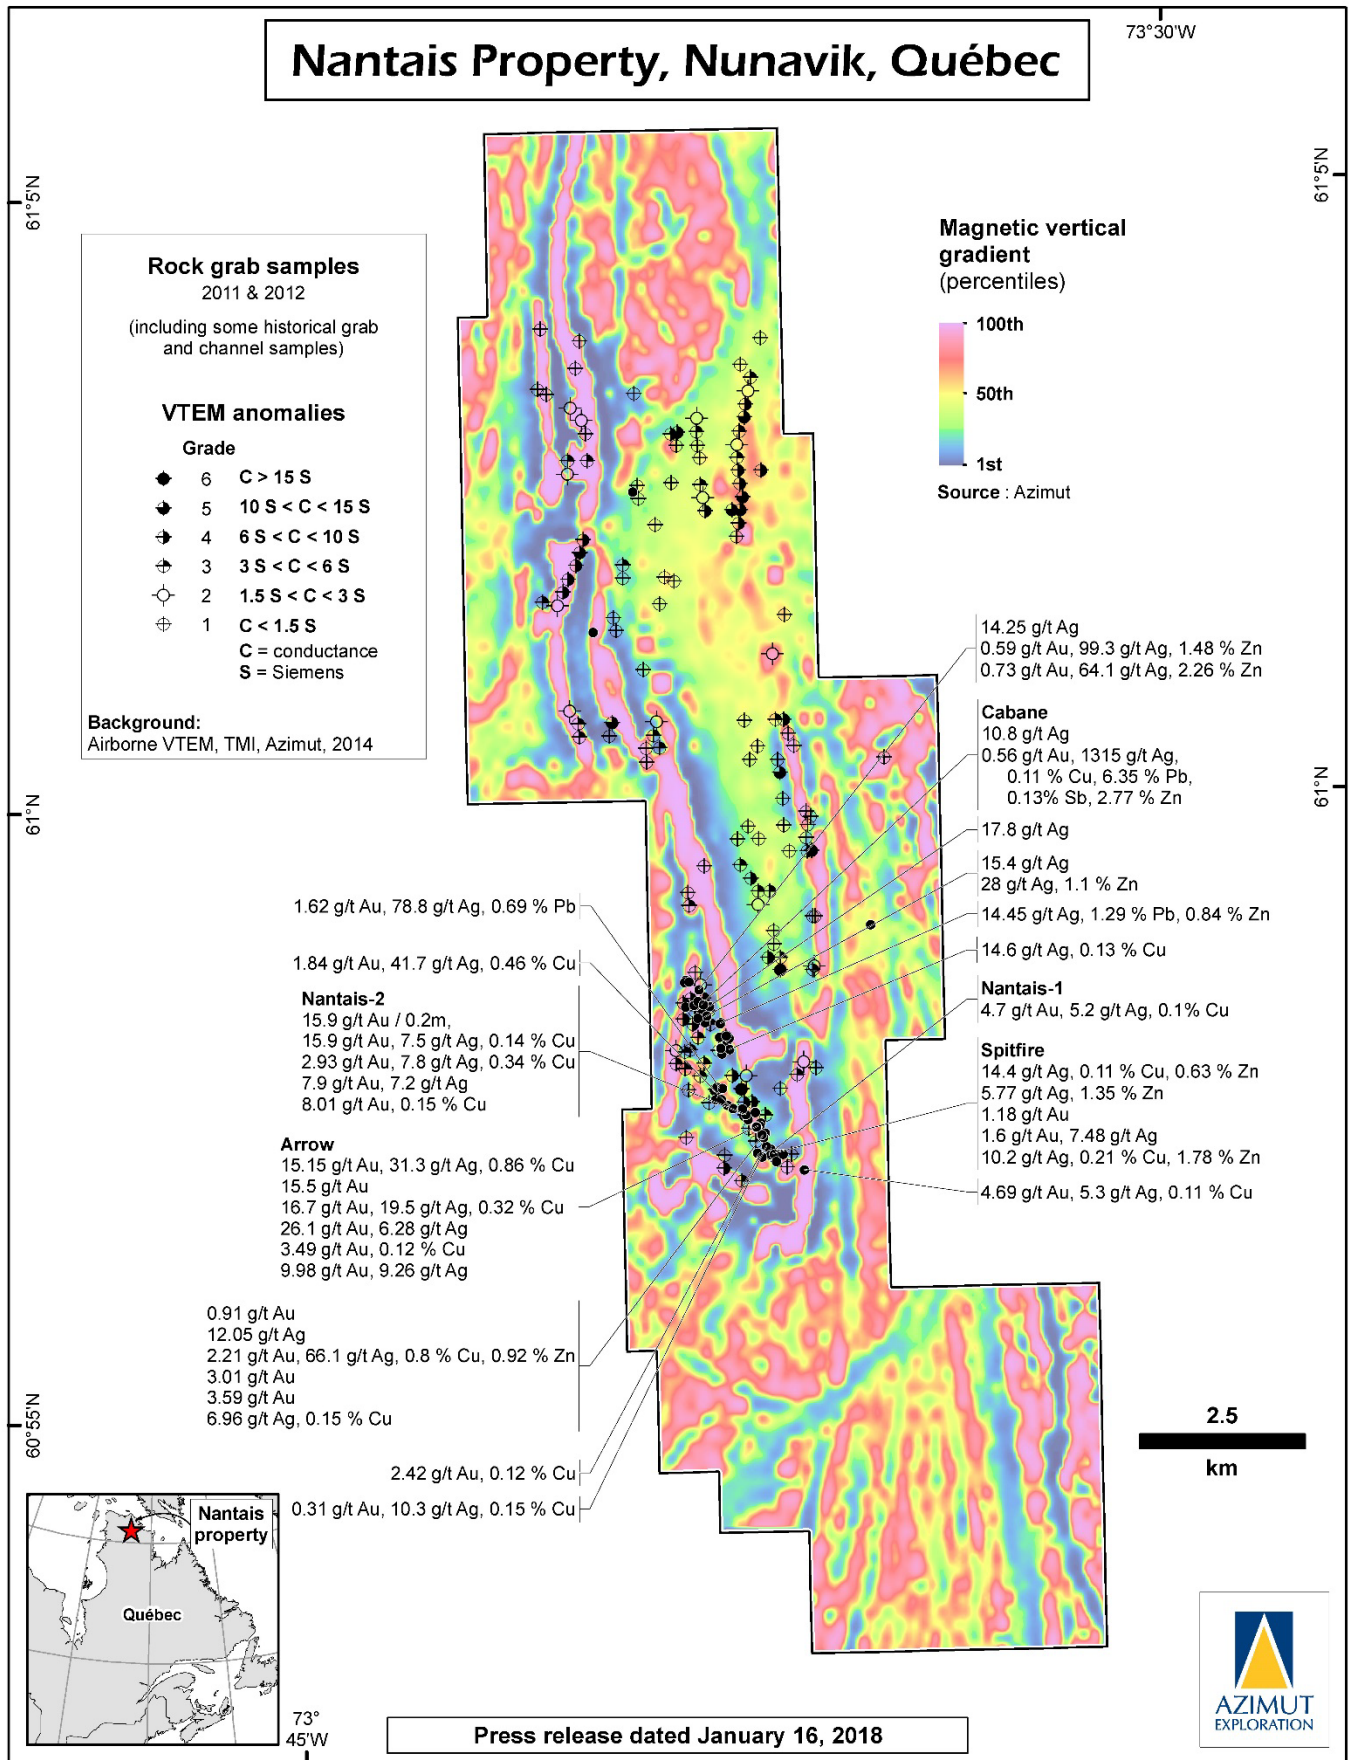 73°30'W
Nantais Property, Nunavik, Québec
61°5'N
61°5'N
Rock grab samples
2011 & 2012
(including some historical grab
and channel samples)
VTEM anomalies
Grade
6 C > 15 S
5 10 S < C < 15 S
4 6 S < C < 10 S
3 3 S < C < 6 S
2 1.5 S < C < 3 S
1 C < 1.5 S
C = conductance
S = Siemens
Background:
Airborne VTEM, TMI, Azimut, 2014
Magnetic vertical
gradient
(percentiles)
100th
50th
1st
Source : Azimut
14.25 g/t Ag
0.59 g/t Au, 99.3 g/t Ag, 1.48 % Zn
0.73 g/t Au, 64.1 g/t Ag, 2.26 % Zn
Cabane
10.8 g/t Ag
0.56 g/t Au, 1315 g/t Ag,
0.11 % Cu, 6.35 % Pb,
0.13% Sb, 2.77 % Zn
61°N
61°N
17.8 g/t Ag
15.4 g/t Ag
28 g/t Ag, 1.1 % Zn
14.45 g/t Ag, 1.29 % Pb, 0.84 % Zn
14.6 g/t Ag, 0.13 % Cu
Nantais-1
4.7 g/t Au, 5.2 g/t Ag, 0.1% Cu
Spitfire
14.4 g/t Ag, 0.11 % Cu, 0.63 % Zn
5.77 g/t Ag, 1.35 % Zn
1.18 g/t Au
1.6 g/t Au, 7.48 g/t Ag
10.2 g/t Ag, 0.21 % Cu, 1.78 % Zn
4.69 g/t Au, 5.3 g/t Ag, 0.11 % Cu
1.62 g/t Au, 78.8 g/t Ag, 0.69 % Pb
1.84 g/t Au, 41.7 g/t Ag, 0.46 % Cu
Nantais-2
15.9 g/t Au / 0.2m,
15.9 g/t Au, 7.5 g/t Ag, 0.14 % Cu
2.93 g/t Au, 7.8 g/t Ag, 0.34 % Cu
7.9 g/t Au, 7.2 g/t Ag
8.01 g/t Au, 0.15 % Cu
Arrow
15.15 g/t Au, 31.3 g/t Ag, 0.86 % Cu
15.5 g/t Au
16.7 g/t Au, 19.5 g/t Ag, 0.32 % Cu
26.1 g/t Au, 6.28 g/t Ag
3.49 g/t Au, 0.12 % Cu
9.98 g/t Au, 9.26 g/t Ag
0.91 g/t Au
12.05 g/t Ag
2.21 g/t Au, 66.1 g/t Ag, 0.8 % Cu, 0.92 % Zn
3.01 g/t Au
3.59 g/t Au
6.96 g/t Ag, 0.15 % Cu
60°55'N
2.42 g/t Au, 0.12 % Cu
0.31 g/t Au, 10.3 g/t Ag, 0.15 % Cu
2.5
km
Nantais
property
Québec
73°
45'W
Press release dated January 16, 2018
AZIMUT
EXPLORATION